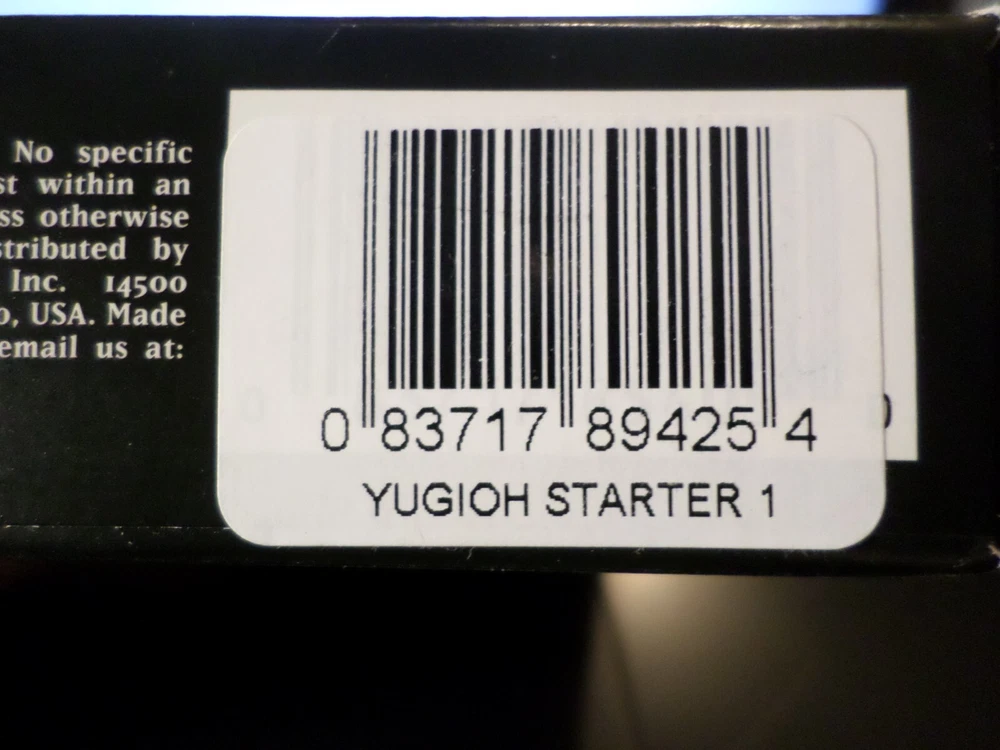 No specific
st within an
ss otherwise
stributed by
Inc. 14500
o, USA. Made
email us at:
0 83717 89425 4
YUGIOH STARTER 1